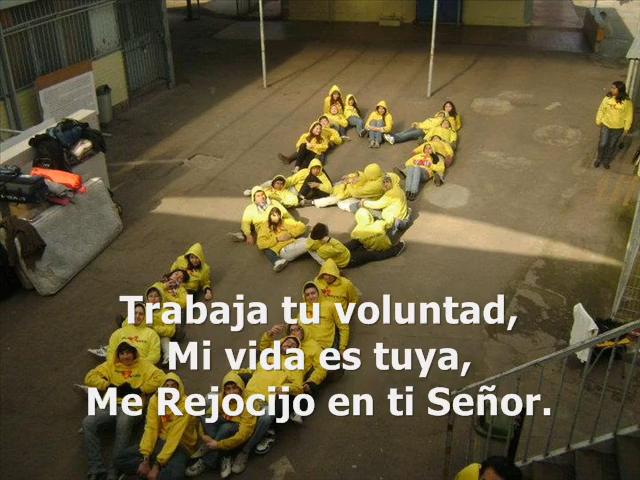 Trabaja tu voluntad,
Mi vida es tuya,
Me Rejocijo en ti Señor.